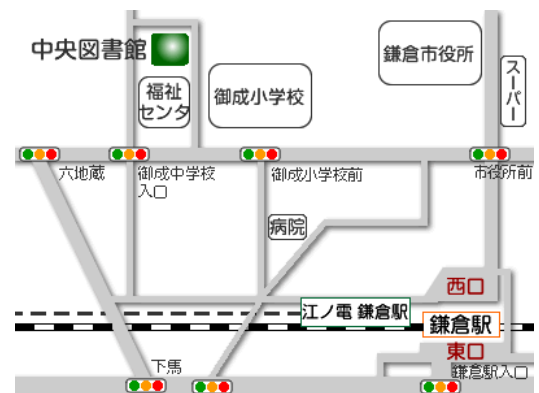 中央図書館
福祉
センタ
御成小学校
鎌倉市役所
スーパー
六地蔵
御成中学校
入口
御成小学校前
市役所前
病院
西口
江ノ電 鎌倉駅
鎌倉駅
東口
下馬
鎌倉駅入口